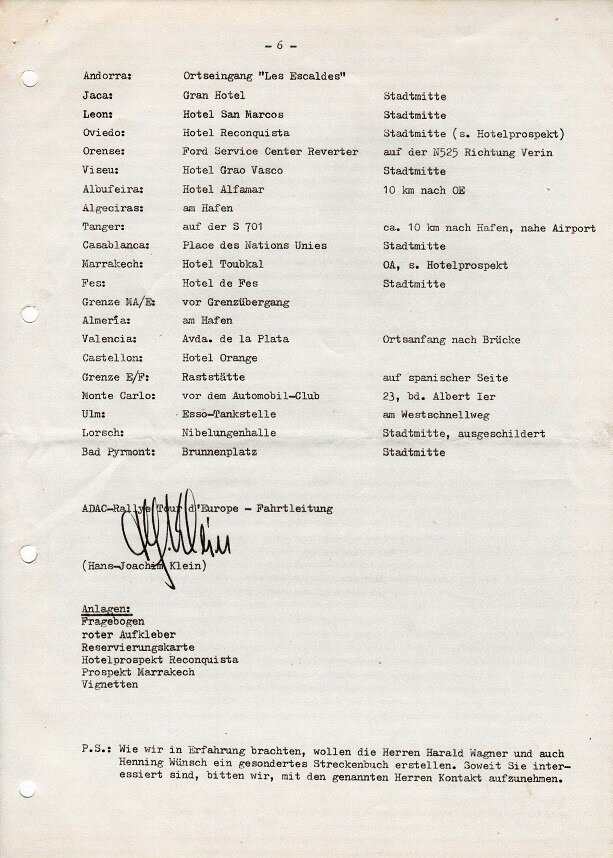 - 6 -
Andorra: Ortseingang "Les Escaldes"
Jaca: Gran Hotel Stadtmitte
Leon: Hotel San Marcos Stadtmitte
Oviedo: Hotel Reconquista Stadtmitte (s. Hotelprospekt)
Orense: Ford Service Center Reverter auf der N525 Richtung Verin
Viseu: Hotel Grao Vasco Stadtmitte
Albufeira: Hotel Alfamar 10 km nach OE
Algeciras: am Hafen
Tanger: auf der S 701 ca. 10 km nach Hafen, nahe Airport
Casablanca: Place des Nations Unies Stadtmitte
Marrakech: Hotel Toubkal OA, s. Hotelprospekt
Fes: Hotel de Fes Stadtmitte
Grenze MA/E: vor Grenzübergang
Almería: am Hafen
Valencia: Avda. de la Plata Ortsanfang nach Brücke
Castellon: Hotel Orange
Grenze E/F: Raststätte auf spanischer Seite
Monte Carlo: vor dem Automobil-Club 23, bd. Albert Ier
Ulm: Esso-Tankstelle am Westschnellweg
Lorsch: Nibelungenhalle Stadtmitte, ausgeschildert
Bad Pyrmont: Brunnenplatz Stadtmitte
ADAC-Rallye Tour d'Europe - Fahrtleitung
(Hans-Joachim Klein)
Anlagen:
Fragebogen
roter Aufkleber
Reservierungskarte
Hotelprospekt Reconquista
Prospekt Marrakech
Vignetten
P.S.: Wie wir in Erfahrung brachten, wollen die Herren Harald Wagner und auch
Henning Wünsch ein gesondertes Streckenbuch erstellen. Soweit Sie inter-
essiert sind, bitten wir, mit den genannten Herren Kontakt aufzunehmen.